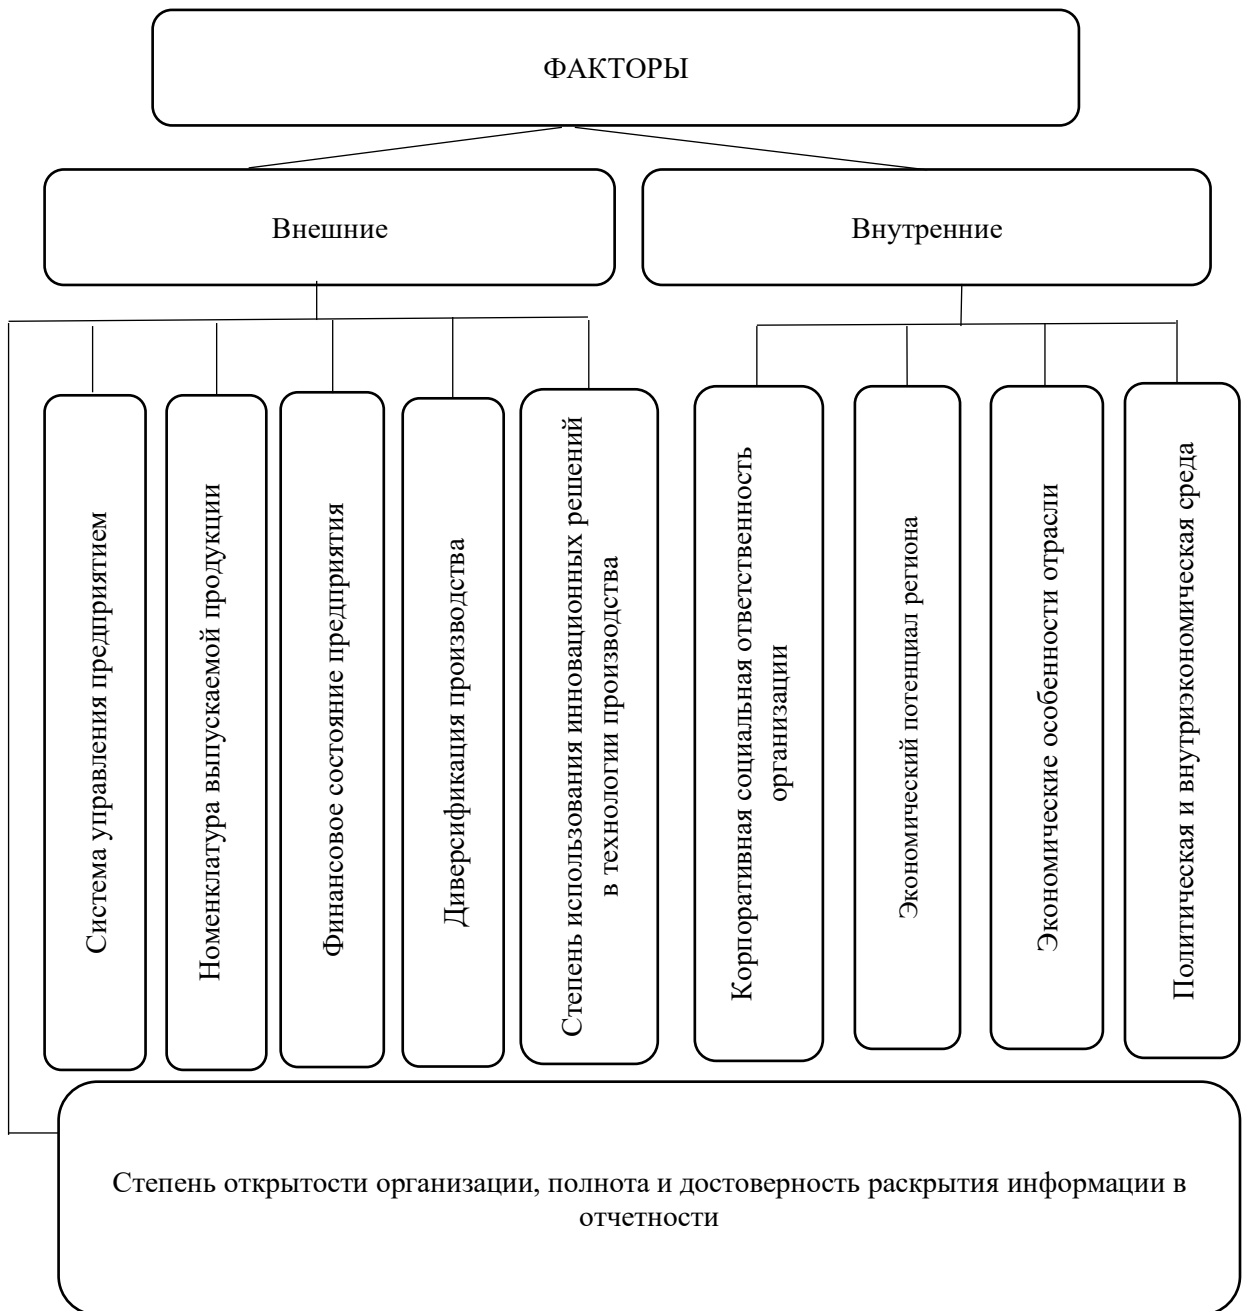 ФАКТОРЫ
Внешние
Внутренние
Система управления предприятием
Номенклатура выпускаемой продукции
Финансовое состояние предприятия
Диверсификация производства
Степень использования инновационных решений
в технологии производства
Корпоративная социальная ответственность
организации
Экономический потенциал региона
Экономические особенности отрасли
Политическая и внутриэкономическая среда
Степень открытости организации, полнота и достоверность раскрытия информации в
отчетности